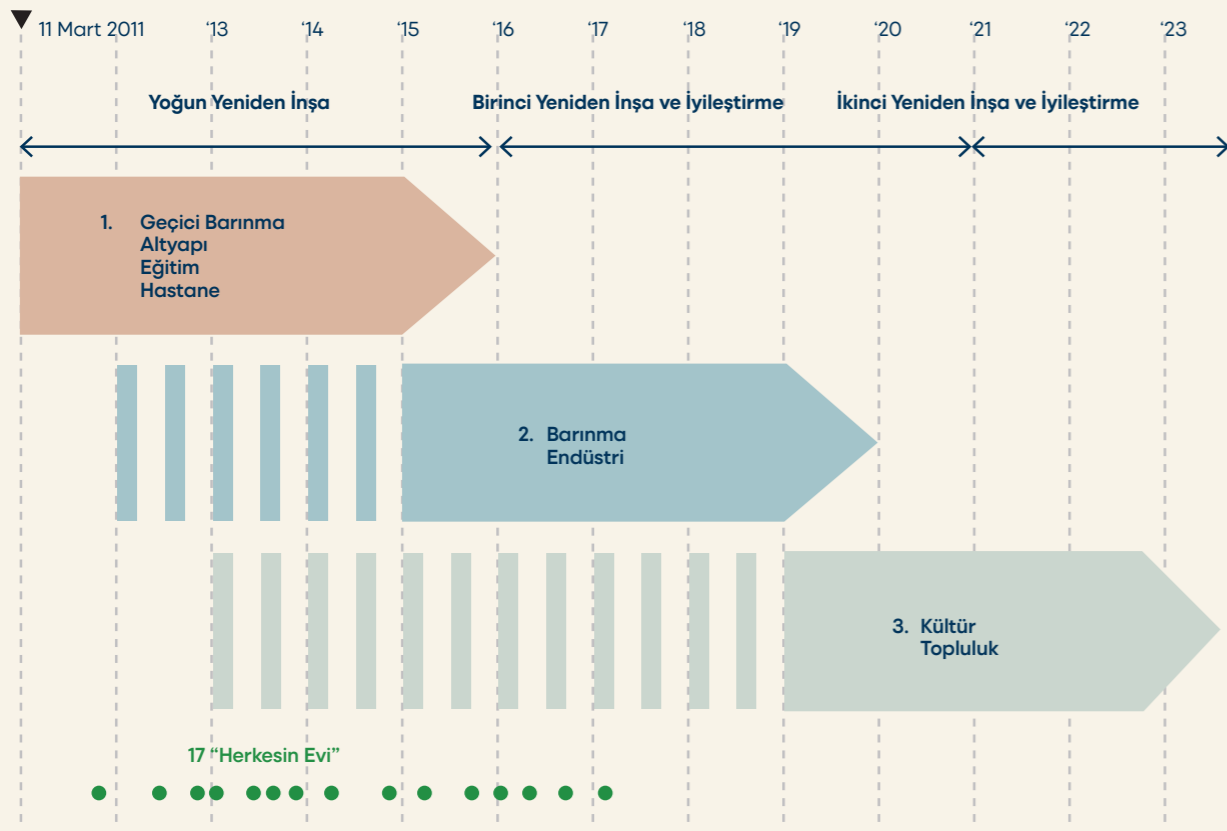 11 Mart 2011 ‘13 ‘14 ‘15 ‘16 ‘17 ‘18 ‘19 ‘20 ‘21 ‘22 ‘23
Yoğun Yeniden İnşa
Birinci Yeniden İnşa ve İyileştirme
İkinci Yeniden İnşa ve İyileştirme
1. Geçici Barınma
Altyapı
Eğitim
Hastane
2. Barınma
Endüstri
3. Kültür
Topluluk
17 “Herkesin Evi”